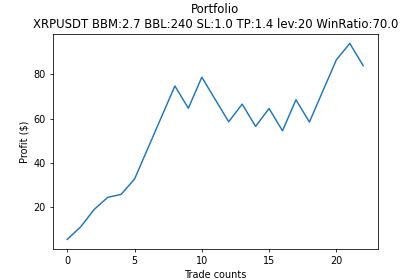 Portfolio
XRPUSDT BBM:2.7 BBL:240 SL:1.0 TP:1.4 lev:20 WinRatio:70.0
80
60
40
20
Profit ($)
0 5 10 15 20
Trade counts